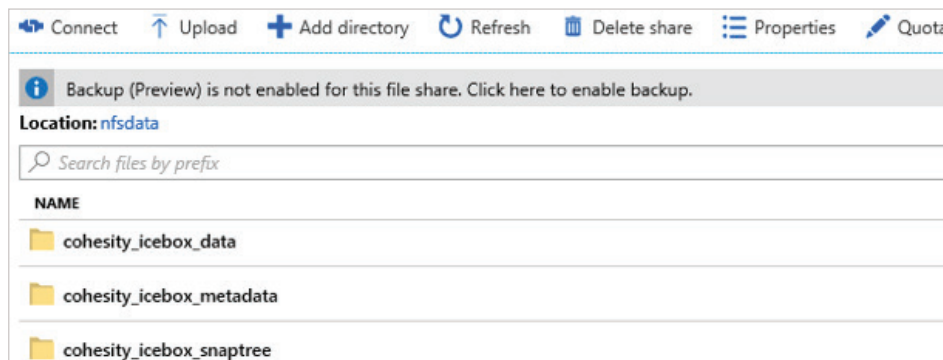 Connect Upload Add directory Refresh Delete share Properties
Backup (Preview) is not enabled for this file share. Click here to enable backup.
Location: nfsdata
Search files by prefix
NAME
cohesity_icebox_data
cohesity_icebox_metadata
cohesity_icebox_snaptree